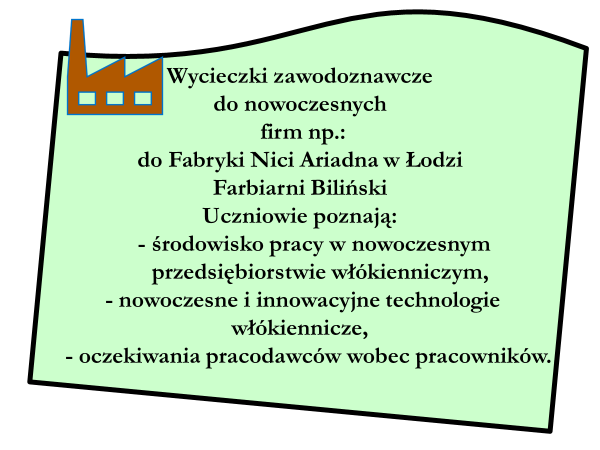 Wycieczki zawodoznawcze
do nowoczesnych
firm np.:
do Fabryki Nici Ariadna w Łodzi
Farbiarni Biliński
Uczniowie poznają:
- środowisko pracy w nowoczesnym
przedsiębiorstwie włókienniczym,
- nowoczesne i innowacyjne technologie
włókiennicze,
- oczekiwania pracodawców wobec pracowników.